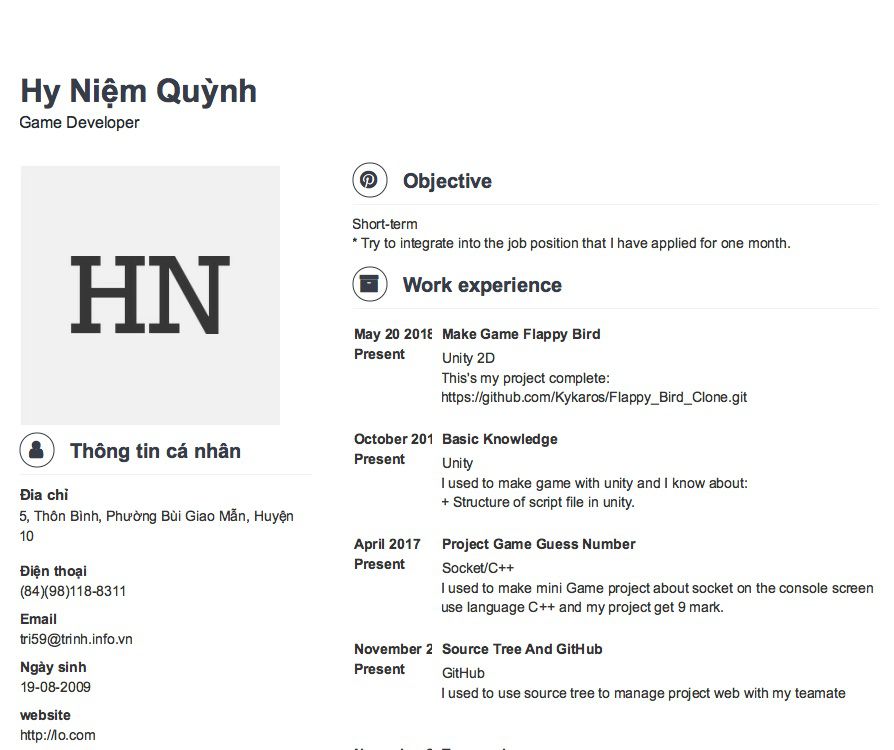 Hy Niệm Quỳnh
Game Developer
HN
Thông tin cá nhân
Địa chỉ
5, Thôn Bình, Phường Bùi Giao Mẫn, Huyện
10
Điện thoại
(84)(98)118-8311
Email
tri59@trinh.info.vn
Ngày sinh
19-08-2009
website
http://lo.com
Objective
Short-term
* Try to integrate into the job position that I have applied for one month.
Work experience
May 20 2018 Make Game Flappy Bird
Present
Unity 2D
This's my project complete:
https://github.com/Kykaros/Flappy_Bird_Clone.git
October 201 Basic Knowledge
Present
Unity
I used to make game with unity and I know about:
+ Structure of script file in unity.
April 2017 Project Game Guess Number
Present
Socket/C++
I used to make mini Game project about socket on the console screen
use language C++ and my project get 9 mark.
November 2 Source Tree And GitHub
Present
GitHub
I used to use source tree to manage project web with my teamate